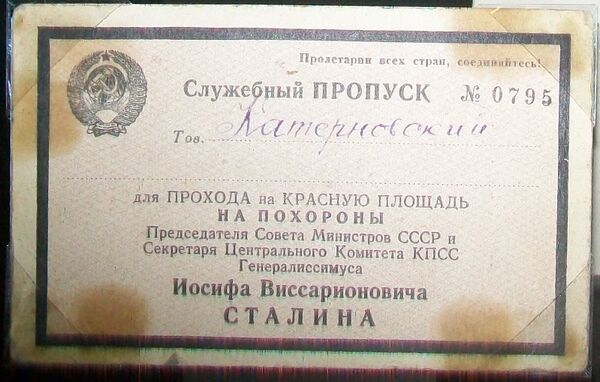 Пролетарии всех стран, соединяйтесь!
Служебный ПРОПУСК № 0795
Тов. Катерновский
для ПРОХОДА на КРАСНУЮ ПЛОЩАДЬ
НА ПОХОРОНЫ
Председателя Совета Министров СССР и
Секретаря Центрального Комитета КПСС
Генералиссимуса
Иосифа Виссарионовича
СТАЛИНА